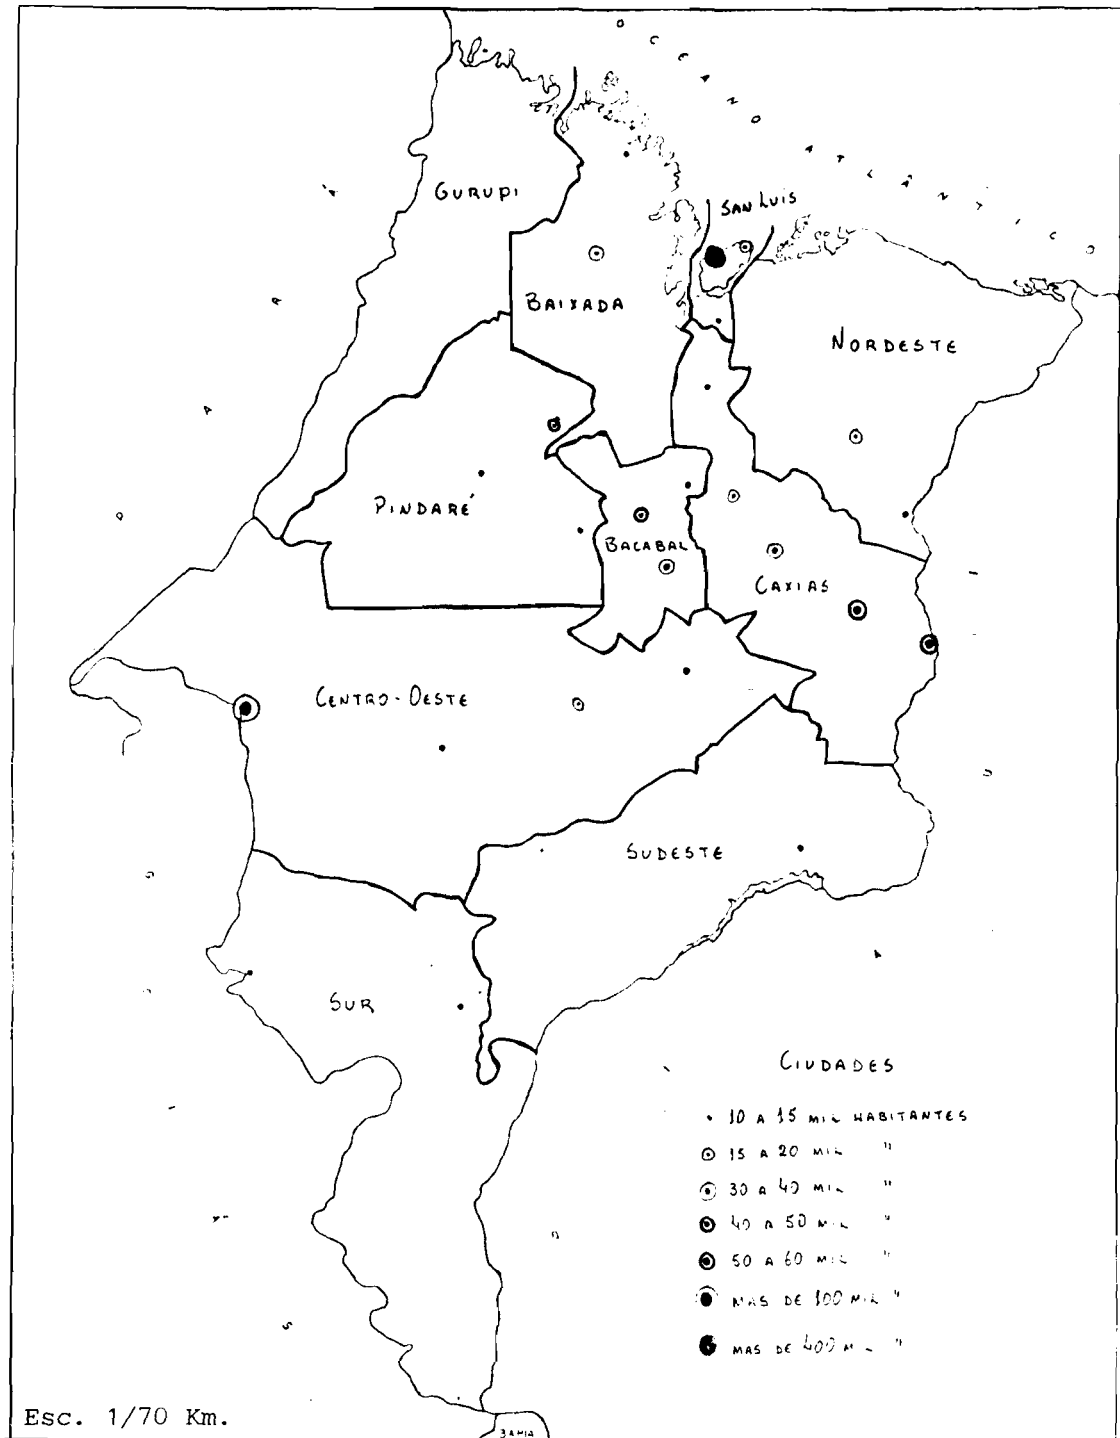 OCEANO ATLÂNTICO
GURUPI
SAN LUIS
BAIXADA
NORDESTE
PINDARÉ
BACABAL
CAXIAS
CENTRO-OESTE
SUDESTE
SUR
CIUDADES
10 A 15 MIL HABITANTES
15 A 20 MIL "
30 A 40 MIL "
40 A 50 MIL "
50 A 60 MIL "
MAS DE 100 MIL "
MAS DE 400 MIL "
Esc. 1/70 Km.
BAHIA